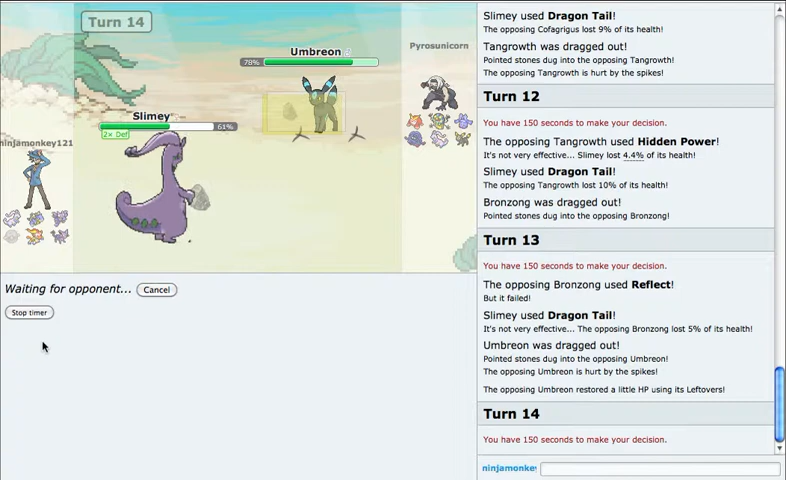 Turn 14
Umbreon
78%
Pyrosunicorn
Slimey
61%
2× Def
ninjamonkey121
Waiting for opponent... Cancel
Stop timer
Slimey used Dragon Tail!
The opposing Cofagrigus lost 9% of its health!
Tangrowth was dragged out!
Pointed stones dug into the opposing Tangrowth!
The opposing Tangrowth is hurt by the spikes!
Turn 12
You have 150 seconds to make your decision.
The opposing Tangrowth used Hidden Power!
It's not very effective... Slimey lost 4.4% of its health!
Slimey used Dragon Tail!
The opposing Tangrowth lost 10% of its health!
Bronzong was dragged out!
Pointed stones dug into the opposing Bronzong!
Turn 13
You have 150 seconds to make your decision.
The opposing Bronzong used Reflect!
But it failed!
Slimey used Dragon Tail!
It's not very effective... The opposing Bronzong lost 5% of its health!
Umbreon was dragged out!
Pointed stones dug into the opposing Umbreon!
The opposing Umbreon is hurt by the spikes!
The opposing Umbreon restored a little HP using its Leftovers!
Turn 14
You have 150 seconds to make your decision.
ninjamonke